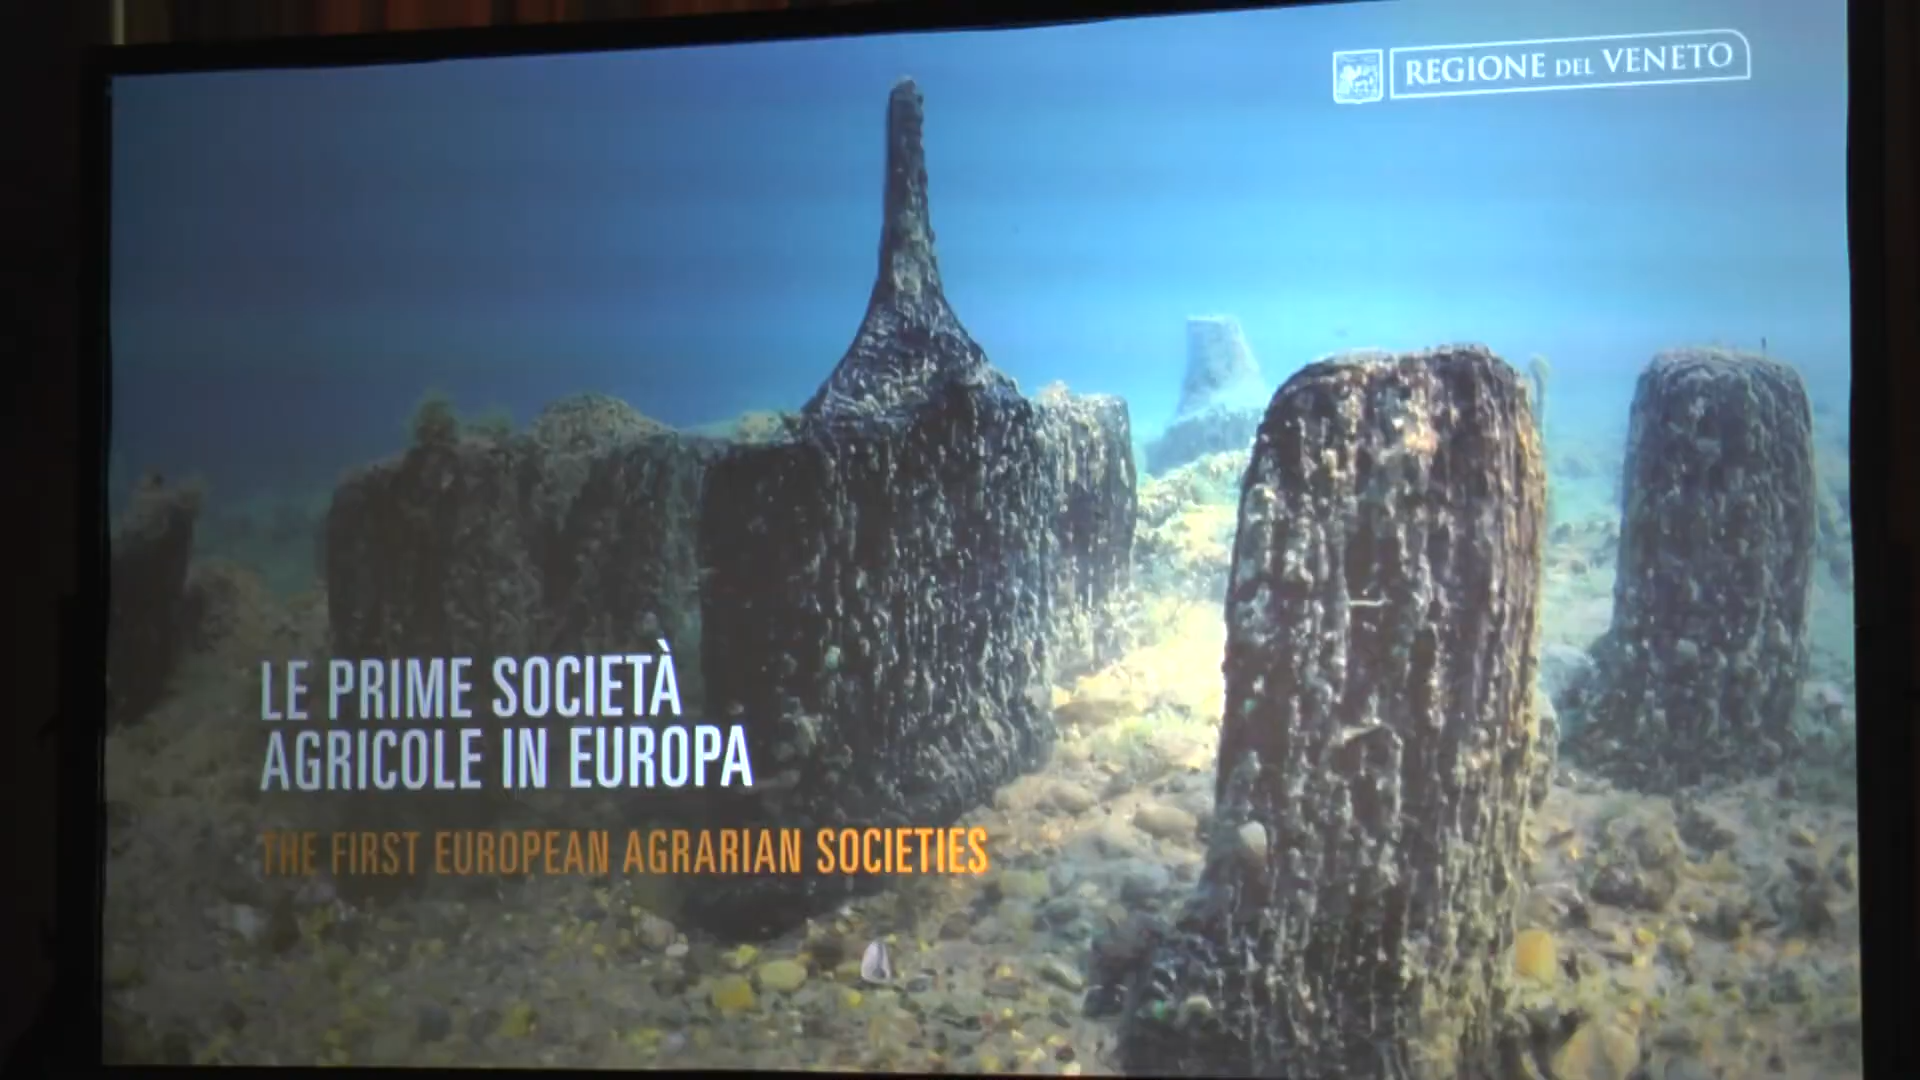 REGIONE DEL VENETO
LE PRIME SOCIETÀ
AGRICOLE IN EUROPA
THE FIRST EUROPEAN AGRARIAN SOCIETIES